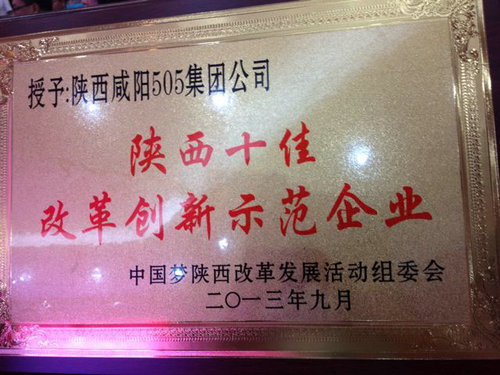 授予:陕西咸阳505集团公司
陕西十佳
改革创新示范企业
中国梦陕西改革发展活动组委会
二〇一三年九月